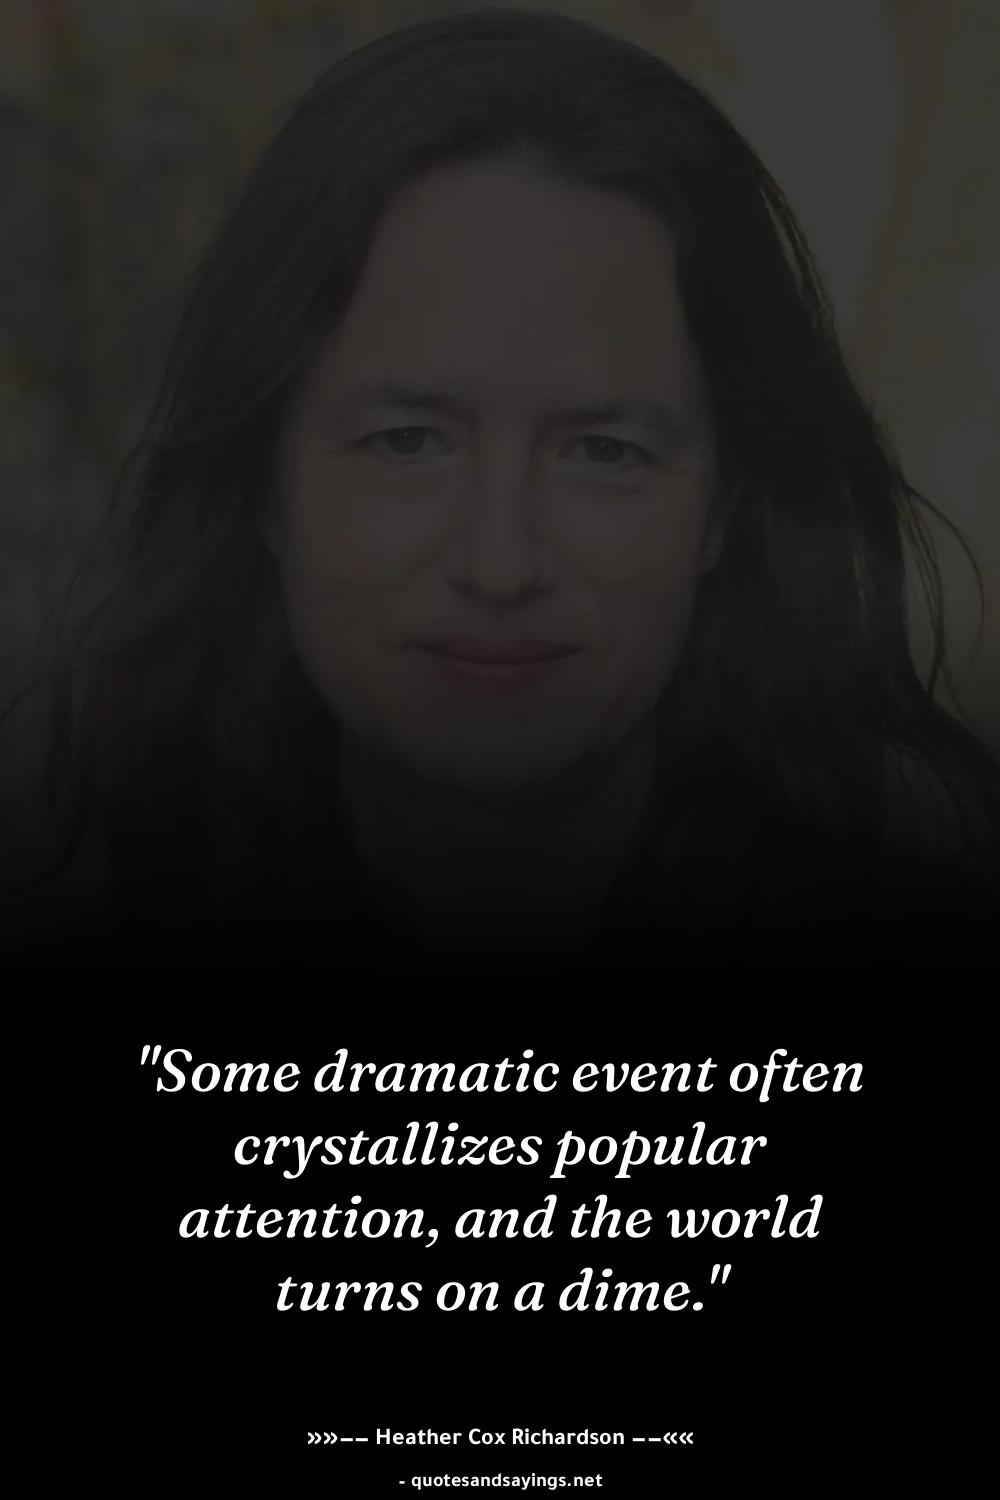 "Some dramatic event often
crystallizes popular
attention, and the world
turns on a dime."
»»−− Heather Cox Richardson −−««
- quotesandsayings.net